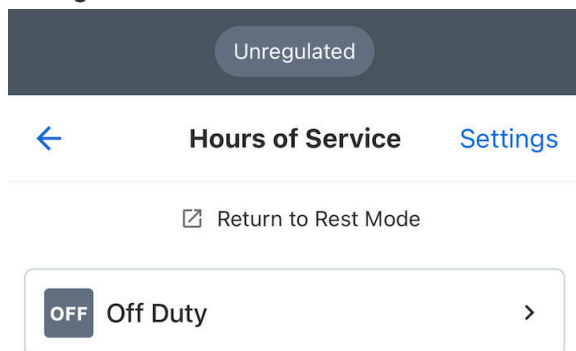 Unregulated
Hours of Service Settings
Return to Rest Mode
OFF Off Duty